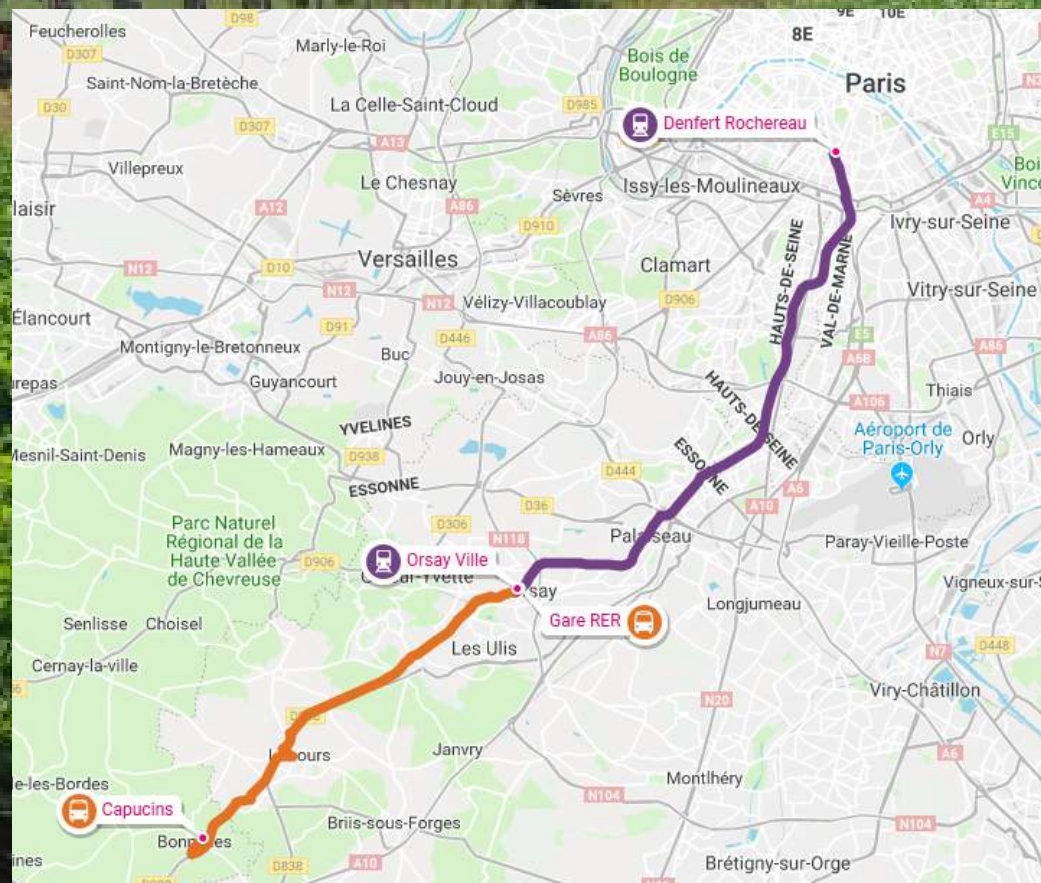 9E 10E
8E
Feucherolles
D98
D307
Marly-le-Roi
Bois de
Boulogne
Paris
Saint-Nom-la-Bretèche
D30
La Celle-Saint-Cloud
D985
Denfert Rochereau
D307
A13
E15
Villepreux
Le Chesnay
Sèvres
Issy-les-Moulineaux
A4
A12
A86
D910
Ivry-sur-Seine
Versailles
Clamart
N12
D10
N12
N12
Vélizy-Villacoublay
D906
HAUTS-DE-SEINE
VAL-DE-MARNE
Vitry-sur-Seine
Élancourt
D91
D446
A86
E5
A6B
A86
Montigny-le-Bretonneux
Buc
Guyancourt
Jouy-en-Josas
HAUTS-DE-SEINE
Thiais
A106
YVELINES
Aéroport de
Paris-Orly
Orly
Magny-les-Hameaux
D938
ESSONNE
D444
ESSONNE
A6
A10
D36
Parc Naturel
Régional de la
Haute Vallée
de Chevreuse
D306
N118
D906
Paray-Vieille-Poste
Orsay Ville
Gare RER
Longjumeau
Senlisse
Choisel
Les Ulis
N7
D448
Cernay-la-ville
Viry-Châtillon
N20
Janvry
A6
Montlhéry
N104
Capucins
Briis-sous-Forges
N104
D838
A10
Brétigny-sur-Orge